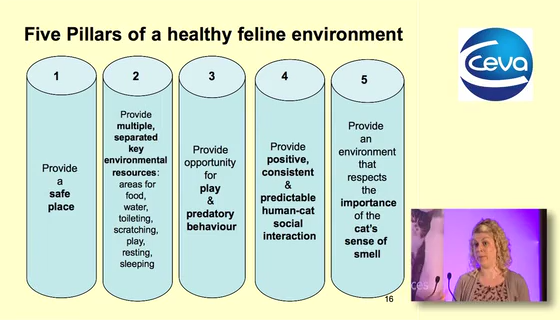 Five Pillars of a healthy feline environment
ceva
1
Provide
a
safe
place
2
Provide
multiple,
separated
key
environmental
resources:
areas for
food,
water,
toileting,
scratching,
play,
resting,
sleeping
3
Provide
opportunity
for
play
&
predatory
behaviour
4
Provide
positive,
consistent
&
predictable
human-cat
social
interaction
5
Provide
an
environment
that
respects
the
importance
of the
cat's
sense of
smell
16